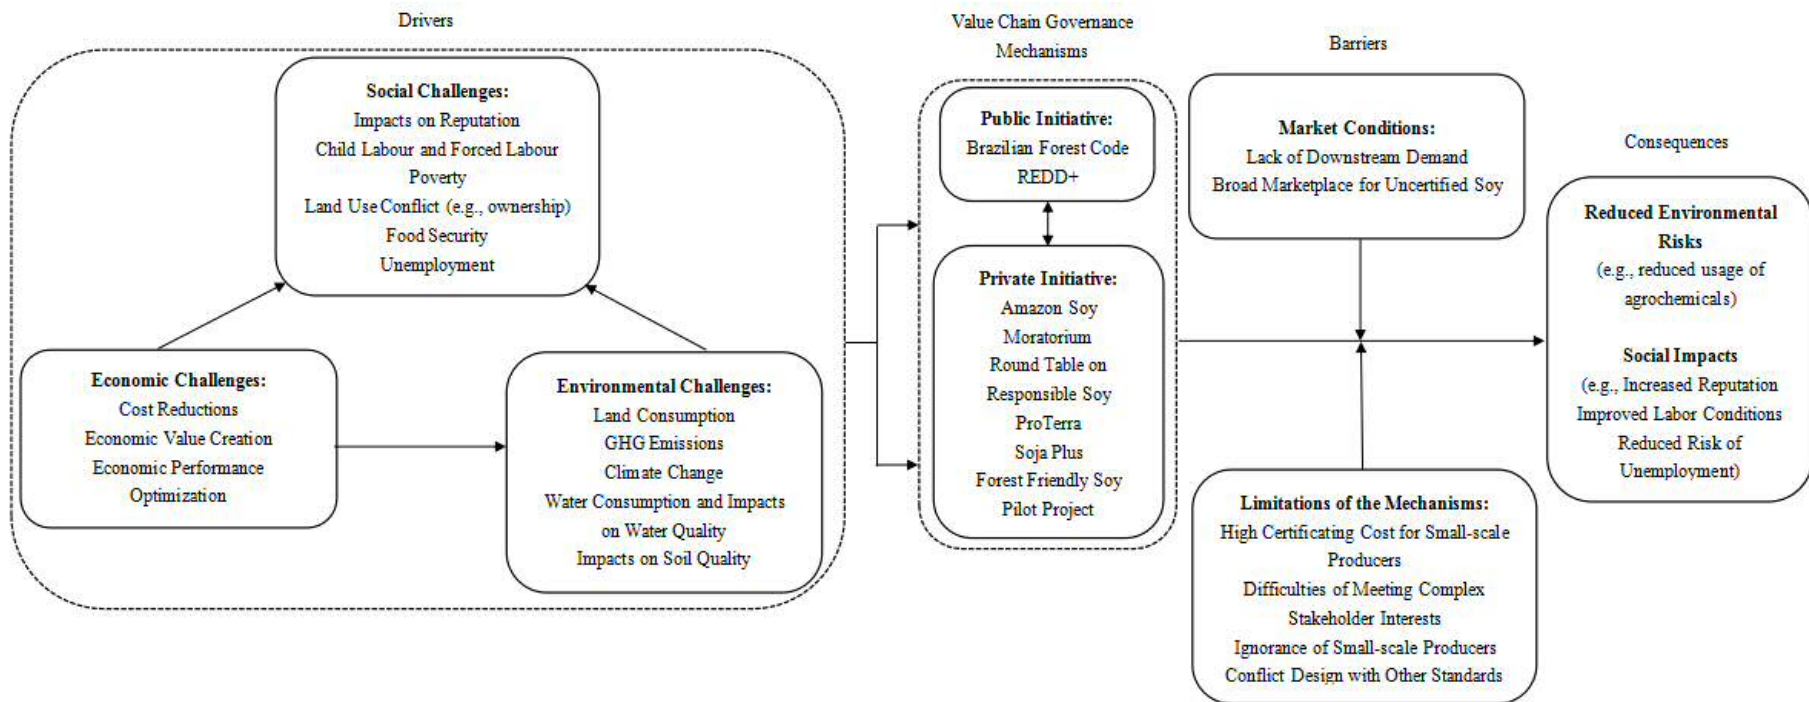 Drivers
Social Challenges:
Impacts on Reputation
Child Labour and Forced Labour
Poverty
Land Use Conflict (e.g., ownership)
Food Security
Unemployment
Economic Challenges:
Cost Reductions
Economic Value Creation
Economic Performance
Optimization
Environmental Challenges:
Land Consumption
GHG Emissions
Climate Change
Water Consumption and Impacts
on Water Quality
Impacts on Soil Quality
Value Chain Governance
Mechanisms
Public Initiative:
Brazilian Forest Code
REDD+
Private Initiative:
Amazon Soy
Moratorium
Round Table on
Responsible Soy
ProTerra
Soja Plus
Forest Friendly Soy
Pilot Project
Barriers
Market Conditions:
Lack of Downstream Demand
Broad Marketplace for Uncertified Soy
Limitations of the Mechanisms:
High Certificating Cost for Small-scale
Producers
Difficulties of Meeting Complex
Stakeholder Interests
Ignorance of Small-scale Producers
Conflict Design with Other Standards
Consequences
Reduced Environmental
Risks
(e.g., reduced usage of
agrochemicals)
Social Impacts
(e.g., Increased Reputation
Improved Labor Conditions
Reduced Risk of
Unemployment)